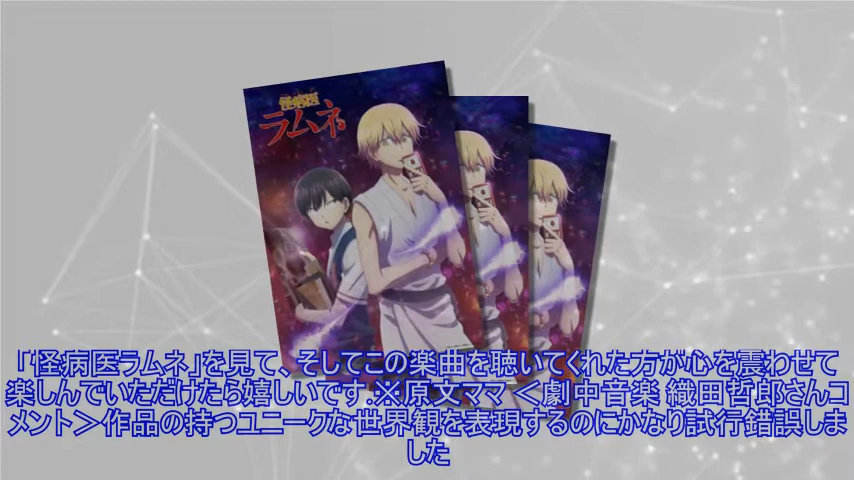 怪病医
ラムネ
「「怪病医ラムネ」を見て、そしてこの楽曲を聴いてくれた方が心を震わせて
楽しんでいただけたら嬉しいです.※原文ママ ＜劇中音楽 織田哲郎さんコ
メント＞作品の持つユニークな世界観を表現するのにかなり試行錯誤しま
した